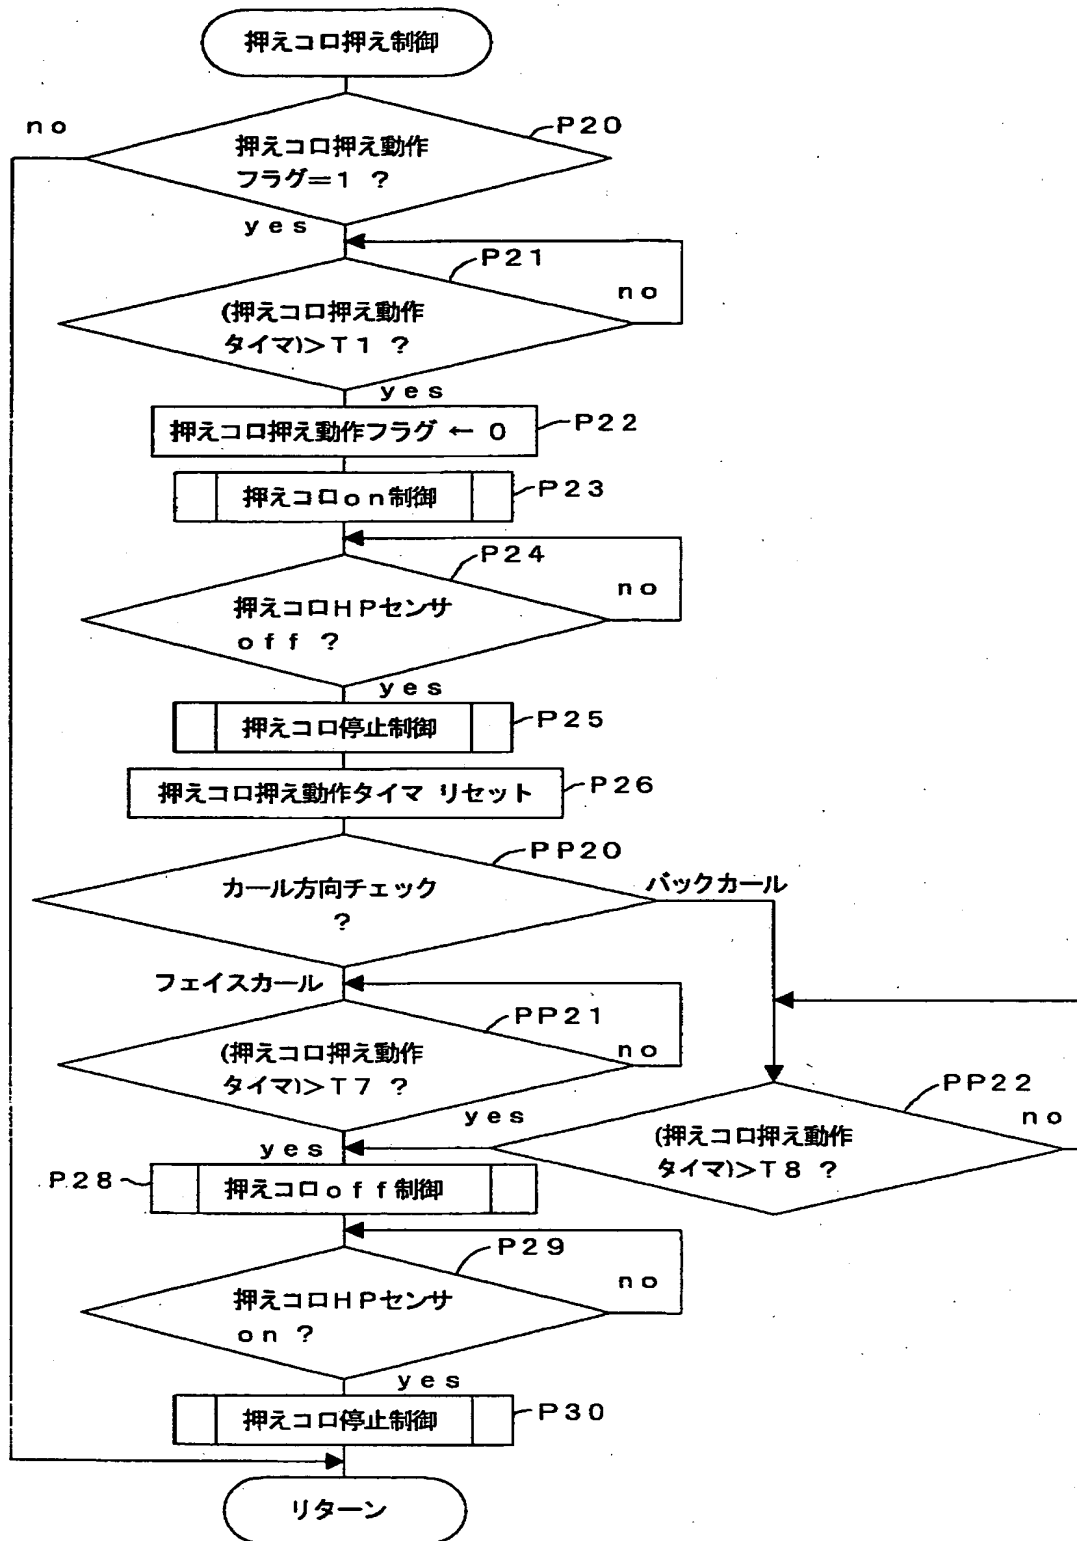 押えコロ押え制御
no
P20
押えコロ押え動作
フラグ=1 ?
yes
P21
no
(押えコロ押え動作
タイマ)>T1 ?
yes
押えコロ押え動作フラグ ← 0
P22
押えコロon制御
P23
P24
no
押えコロHPセンサ
off ?
yes
押えコロ停止制御
P25
押えコロ押え動作タイマ リセット
P26
PP20
カール方向チェック
?
バックカール
フェイスカール
PP21
no
(押えコロ押え動作
タイマ)>T7 ?
PP22
no
yes
(押えコロ押え動作
タイマ)>T8 ?
yes
P28
押えコロoff制御
P29
no
押えコロHPセンサ
on ?
yes
押えコロ停止制御
P30
リターン